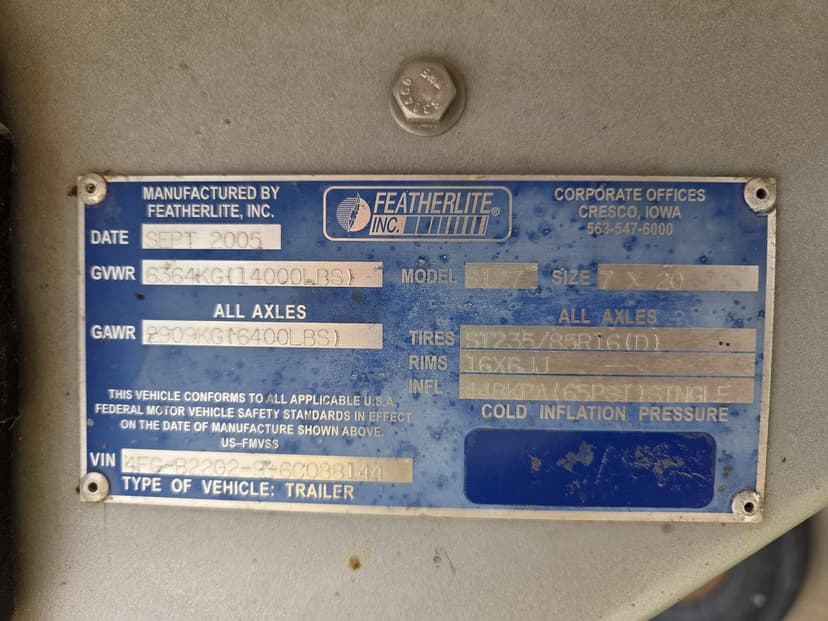 MANUFACTURED BY
FEATHERLITE, INC.
FEATHERLITE®
INC.
CORPORATE OFFICES
CRESCO, IOWA
563-547-6000
DATE SEPT 2005
GVWR 6364KG(14000LBS)
MODEL 8127 SIZE 7 X 20
ALL AXLES
GAWR 2909KG(6400LBS)
ALL AXLES
TIRES ST235/85R16(D)
RIMS 16X6JJ
INFL 448KPA(65PSI)SINGLE
COLD INFLATION PRESSURE
THIS VEHICLE CONFORMS TO ALL APPLICABLE U.S.A.
FEDERAL MOTOR VEHICLE SAFETY STANDARDS IN EFFECT
ON THE DATE OF MANUFACTURE SHOWN ABOVE.
US-FMVSS
VIN
TYPE OF VEHICLE: TRAILER